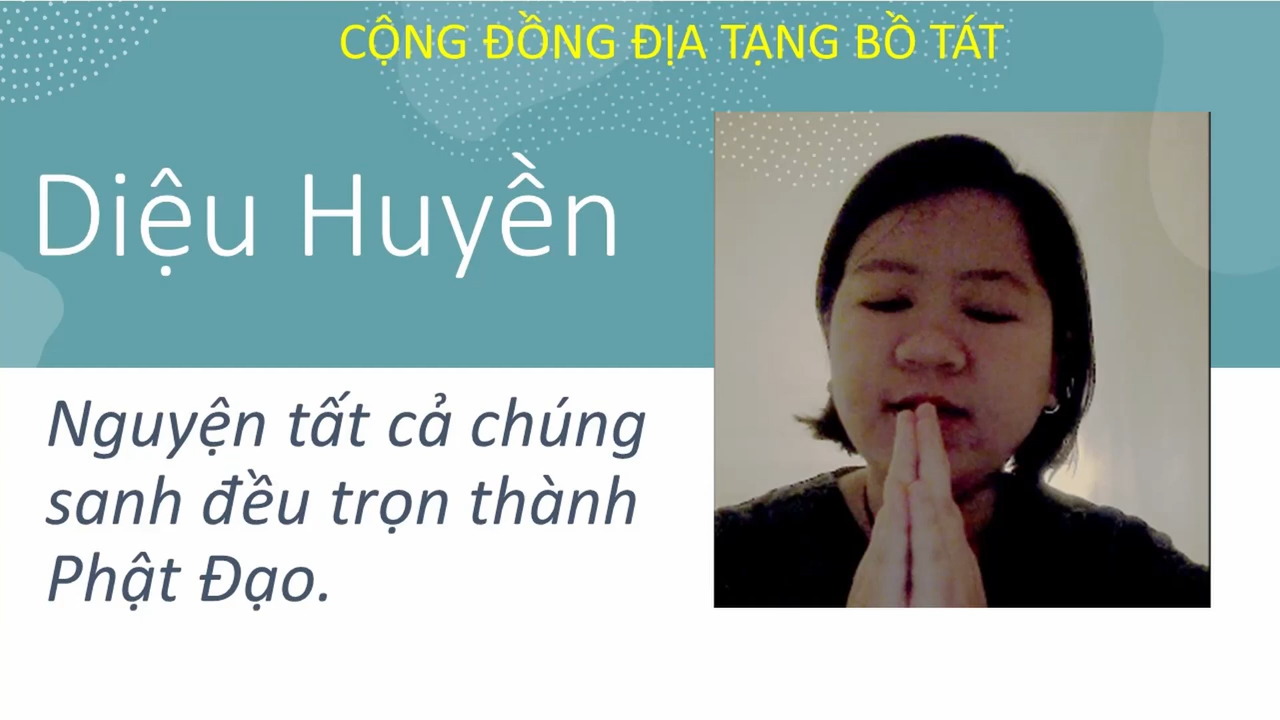 CỘNG ĐỒNG ĐỊA TẠNG BỒ TÁT
Diệu Huyền
Nguyện tất cả chúng
sanh đều trọn thành
Phật Đạo.